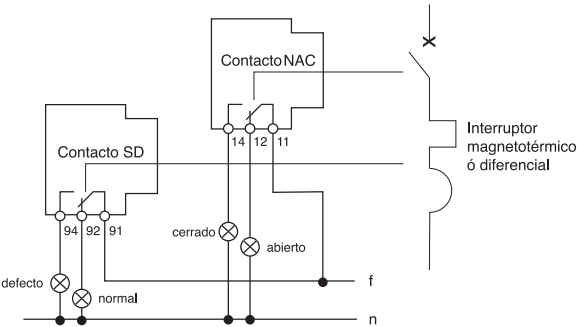 Contacto NAC
14 12 11
Contacto SD
94 92 91
Interruptor
magnetotérmico
ó diferencial
cerrado
abierto
defecto
normal
f
n